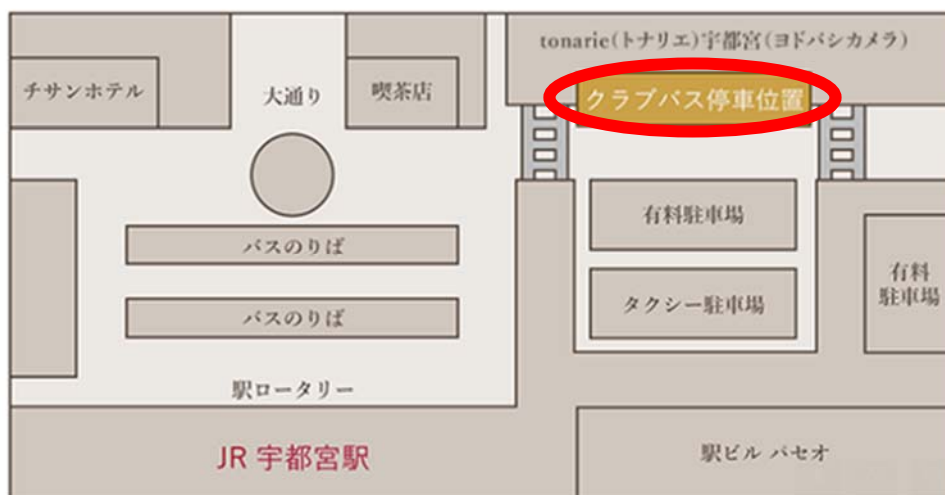 tonarie(トナリエ)宇都宮(ヨドバシカメラ)
チサンホテル
大通り
喫茶店
クラブバス停車位置
有料駐車場
バスのりば
有料
駐車場
タクシー駐車場
バスのりば
駅ロータリー
JR 宇都宮駅
駅ビル パセオ